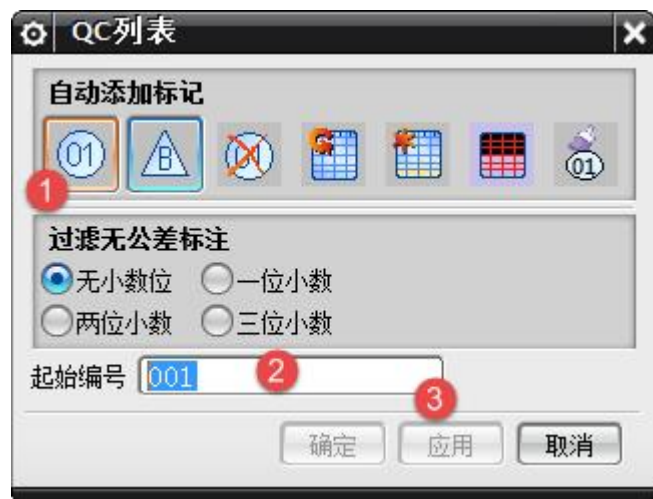 QC列表
自动添加标记
01 B 01
1
过滤无公差标注
无小数位 一位小数
两位小数 三位小数
起始编号 001 2
3
确定 应用 取消